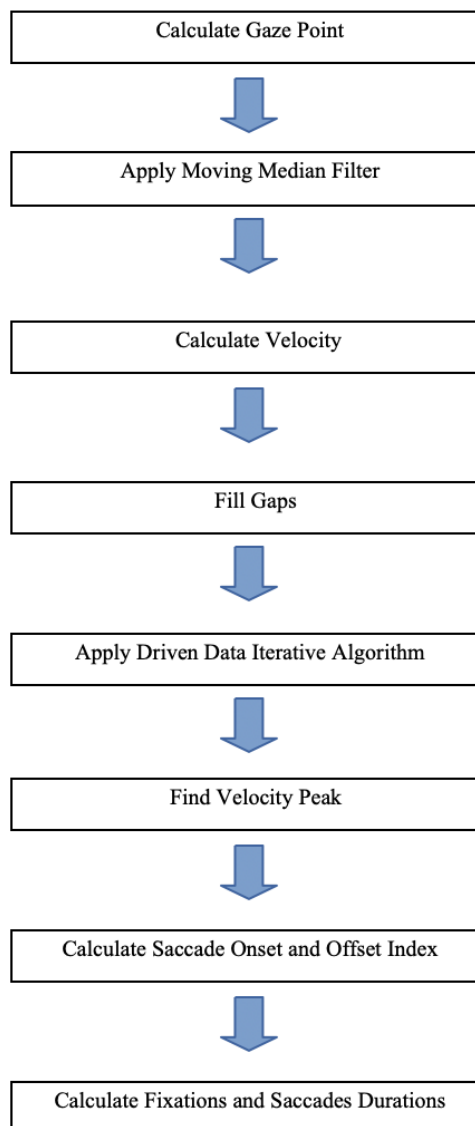 Calculate Gaze Point
Apply Moving Median Filter
Calculate Velocity
Fill Gaps
Apply Driven Data Iterative Algorithm
Find Velocity Peak
Calculate Saccade Onset and Offset Index
Calculate Fixations and Saccades Durations